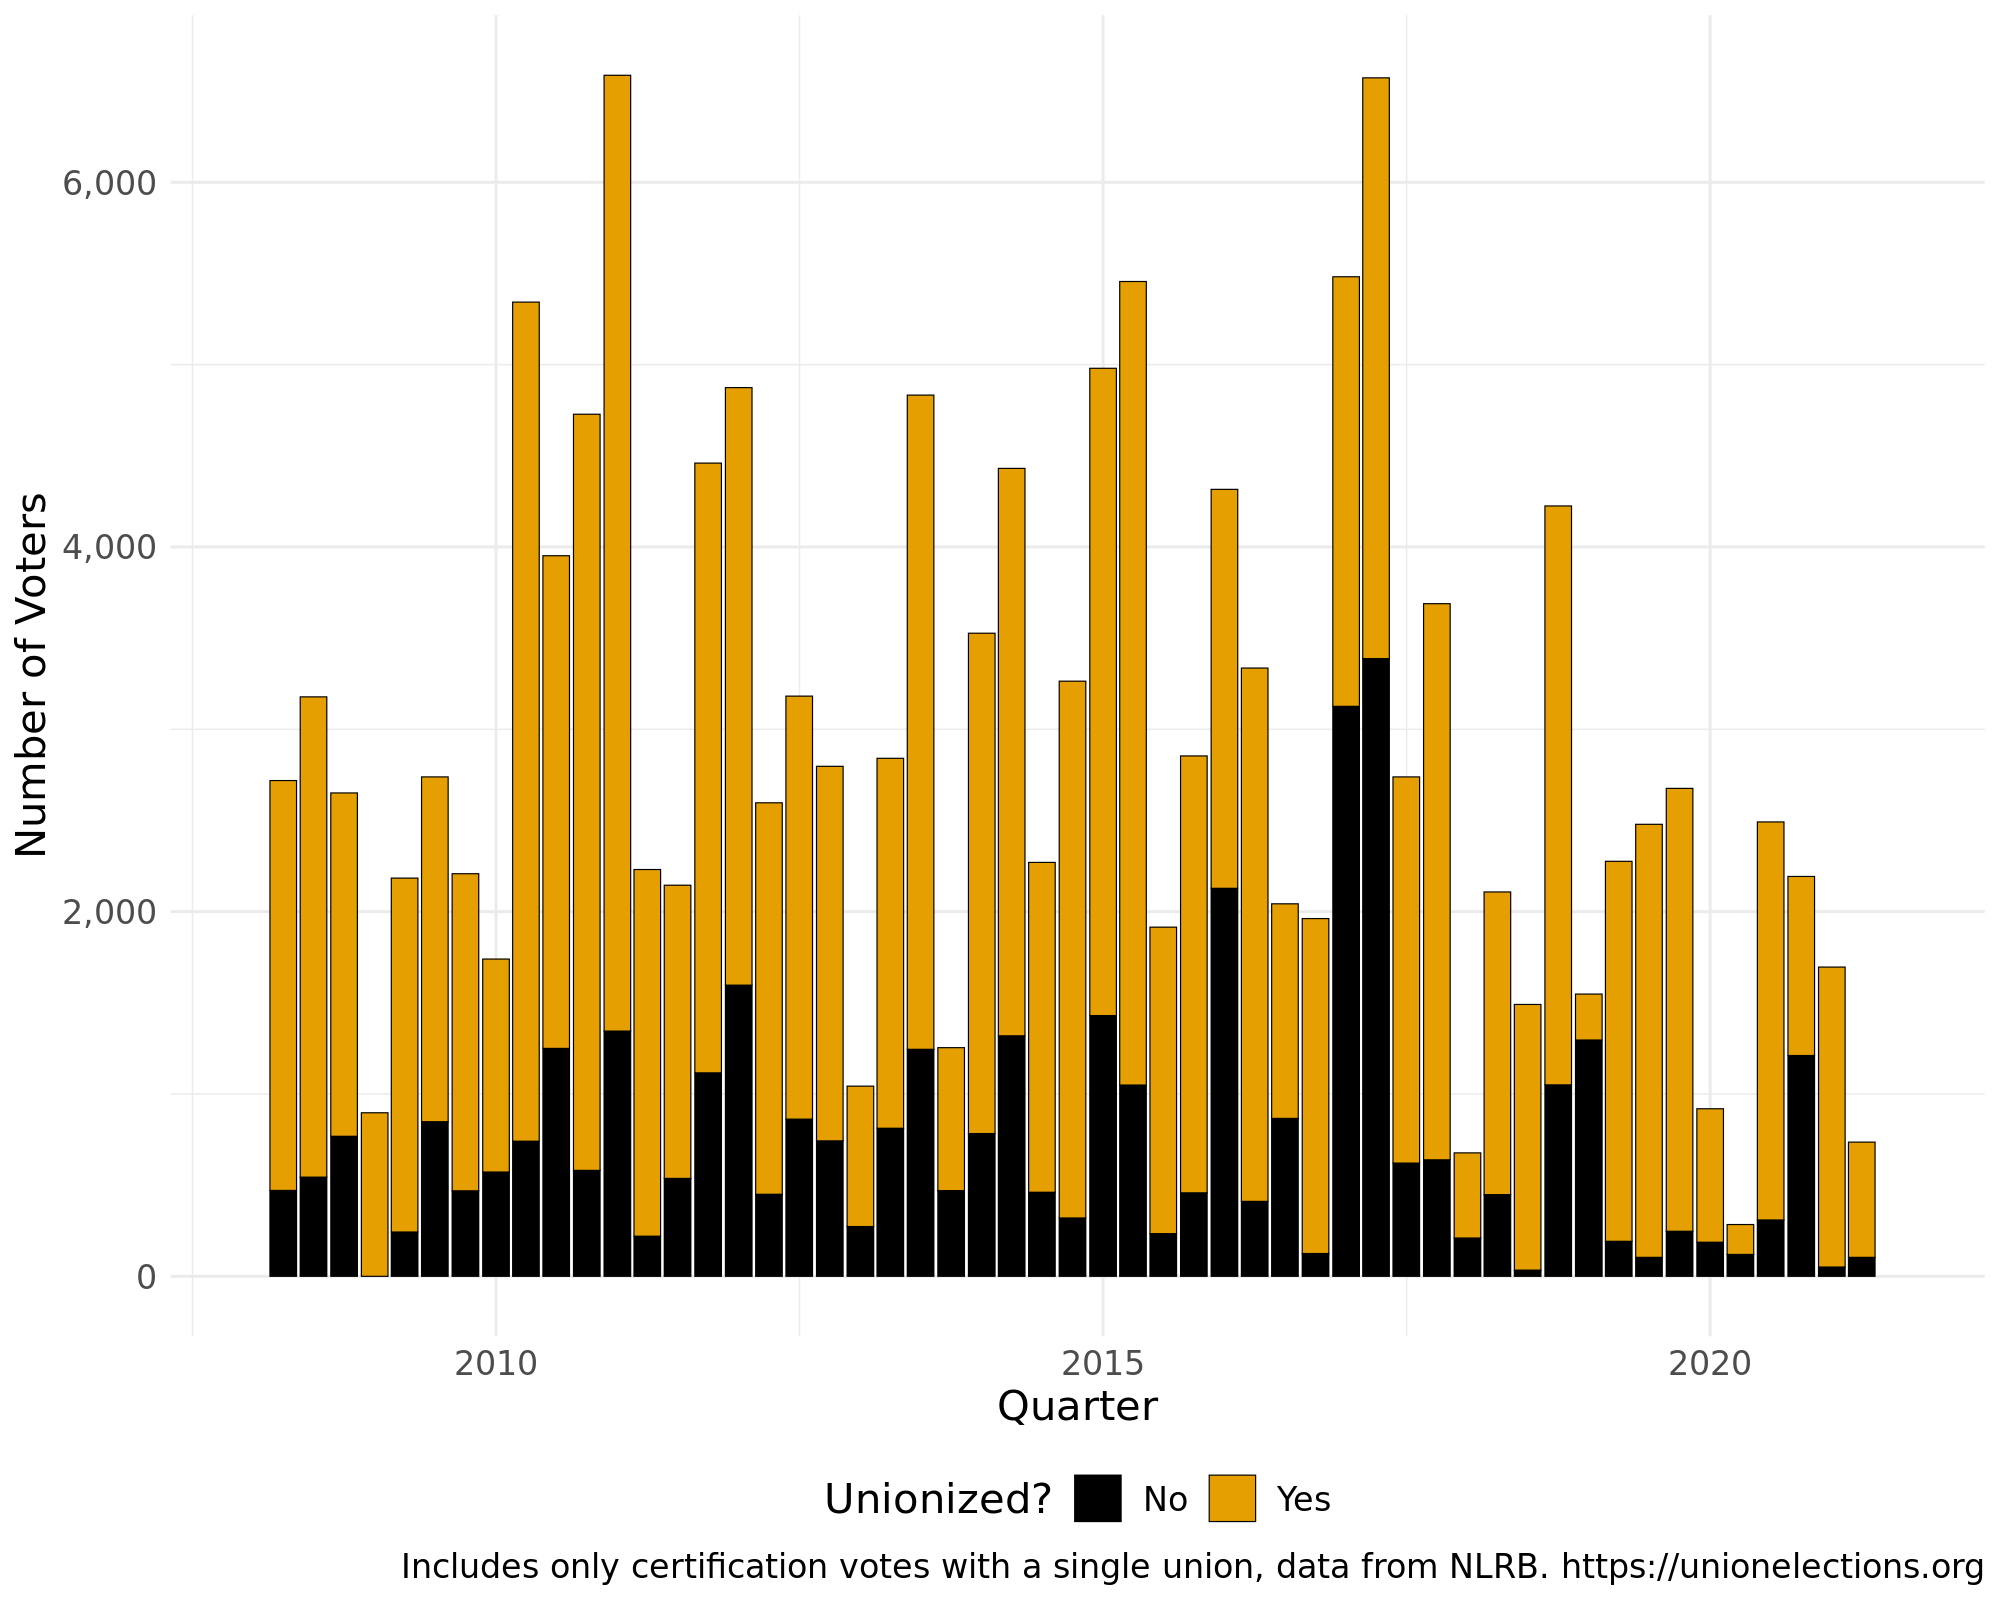 6,000
4,000
2,000
0
Number of Voters
2010
2015
2020
Quarter
Unionized? No Yes
Includes only certification votes with a single union, data from NLRB. https://unionelections.org